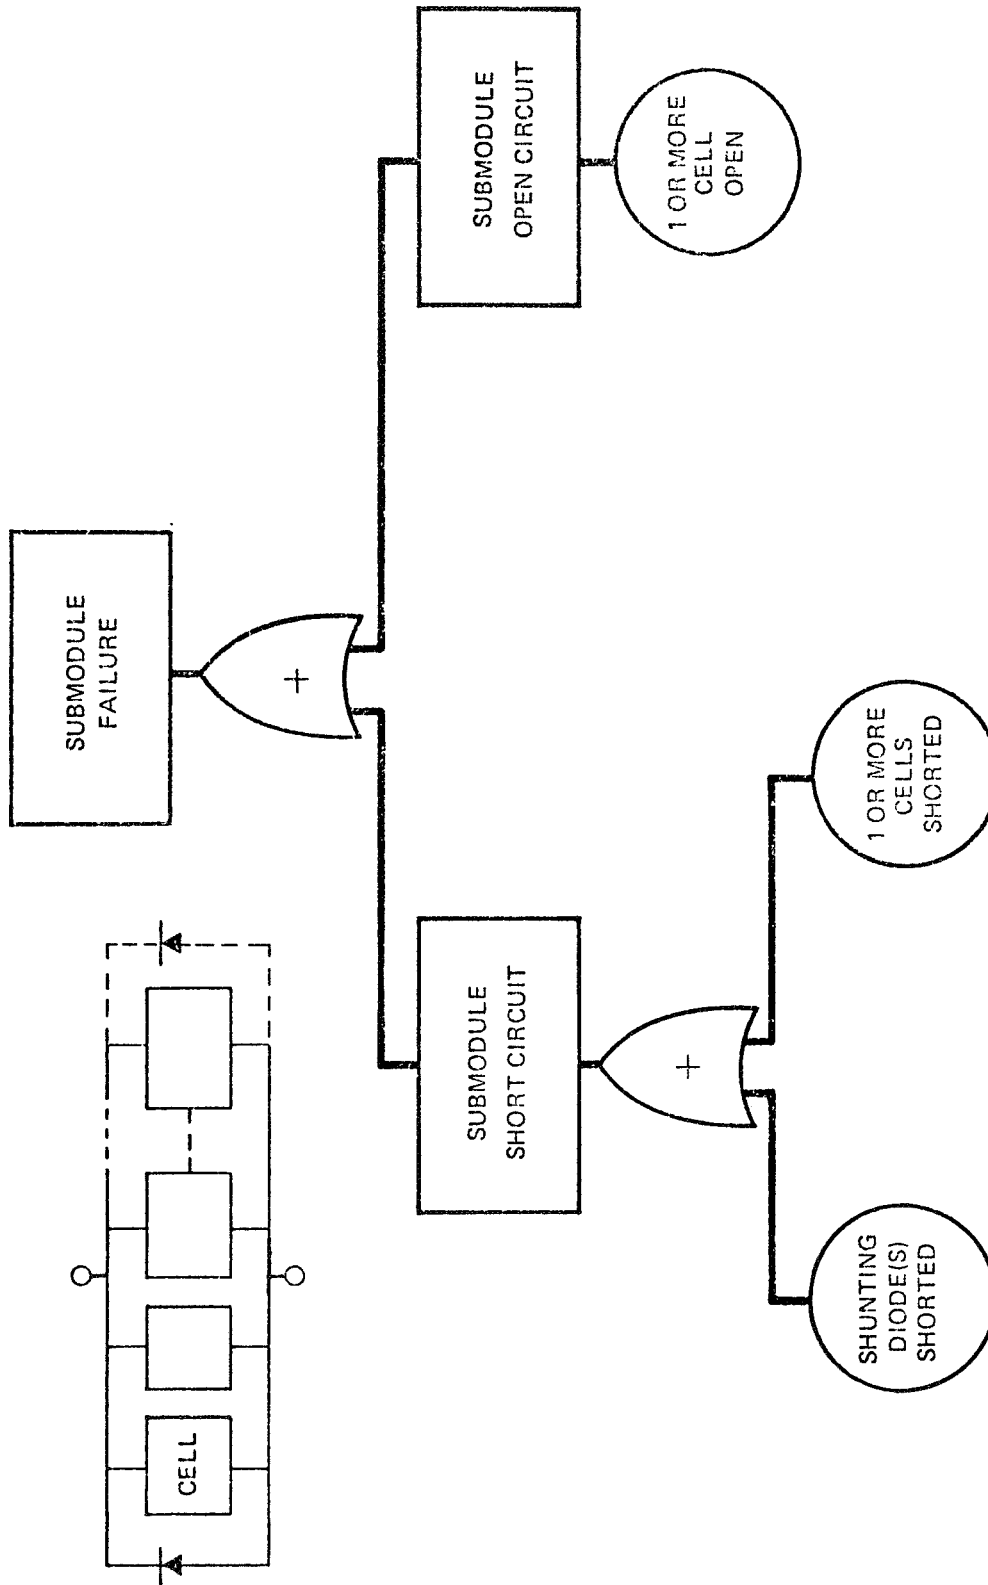 CELL
SUBMODULE
FAILURE
+
SUBMODULE
SHORT CIRCUIT
SUBMODULE
OPEN CIRCUIT
+
SHUNTING
DIODE(S)
SHORTED
1 OR MORE
CELLS
SHORTED
1 OR MORE
CELL
OPEN